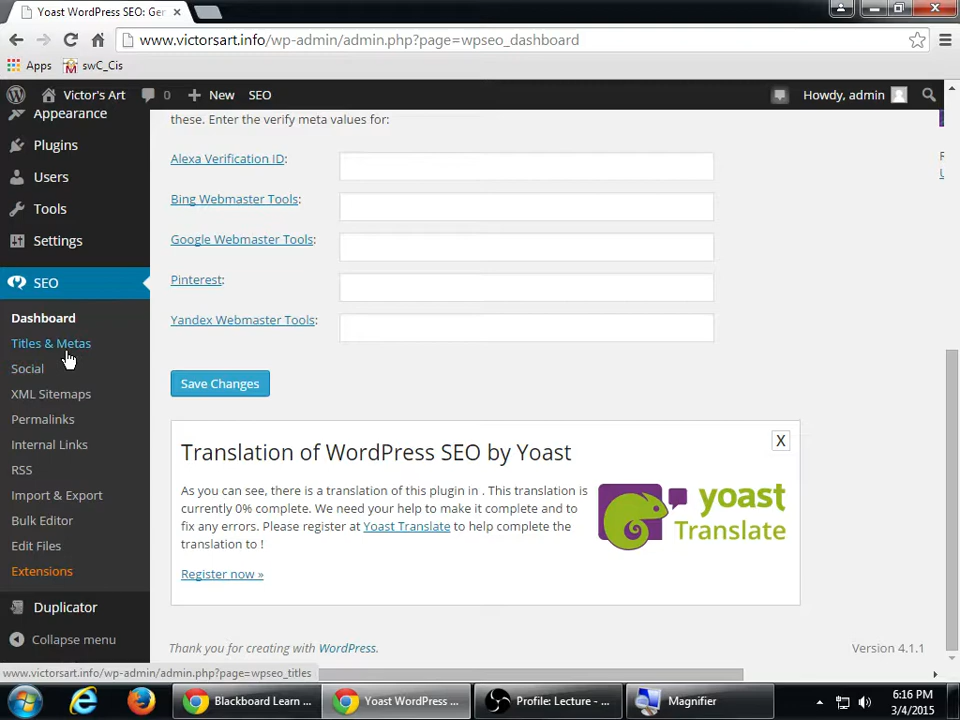 Yoast WordPress SEO: Ger
www.victorsart.info/wp-admin/admin.php?page=wpseo_dashboard
Apps
swC_Cis
Victor's Art
0
New
SEO
Howdy, admin
Appearance
Plugins
Users
Tools
Settings
SEO
Dashboard
Titles & Metas
Social
XML Sitemaps
Permalinks
Internal Links
RSS
Import & Export
Bulk Editor
Edit Files
Extensions
Duplicator
Collapse menu
these. Enter the verify meta values for:
Alexa Verification ID:
Bing Webmaster Tools:
Google Webmaster Tools:
Pinterest:
Yandex Webmaster Tools:
Save Changes
Translation of WordPress SEO by Yoast
X
As you can see, there is a translation of this plugin in . This translation is
currently 0% complete. We need your help to make it complete and to
fix any errors. Please register at Yoast Translate to help complete the
translation to !
Register now »
yoast
Translate
Thank you for creating with WordPress.
Version 4.1.1
www.victorsart.info/wp-admin/admin.php?page=wpseo_titles
Blackboard Learn ...
Yoast WordPress ...
Profile: Lecture - ...
Magnifier
6:16 PM
3/4/2015